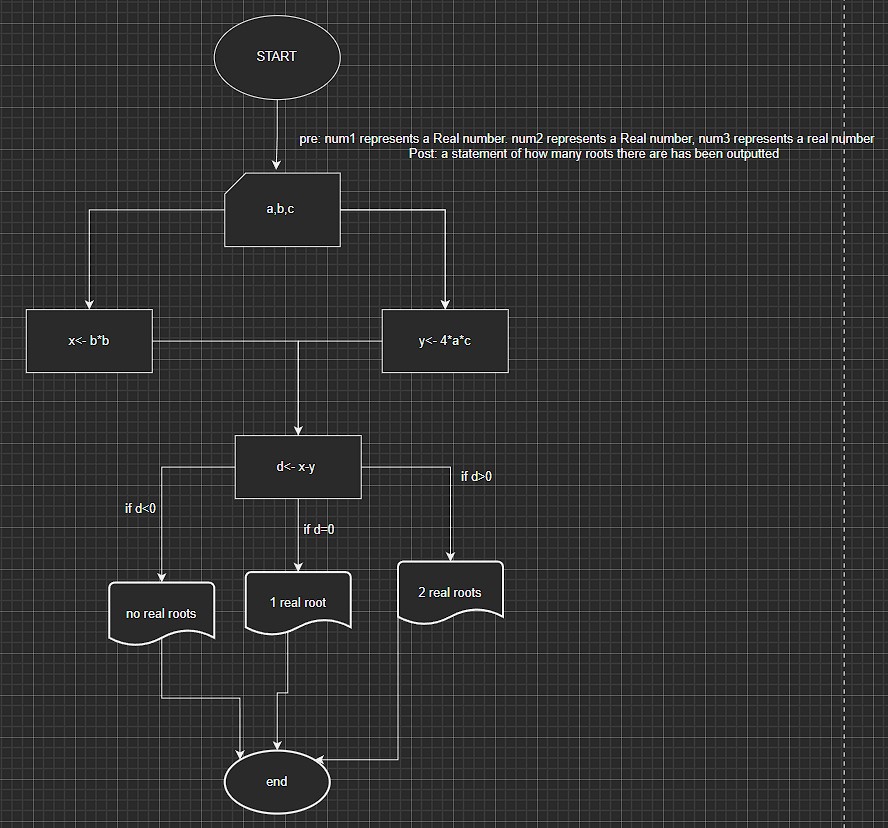 START
pre: num1 represents a Real number. num2 represents a Real number, num3 represents a real number
Post: a statement of how many roots there are has been outputted
a,b,c
x<- b*b
y<- 4*a*c
d<- x-y
if d>0
if d<0
if d=0
2 real roots
1 real root
no real roots
end